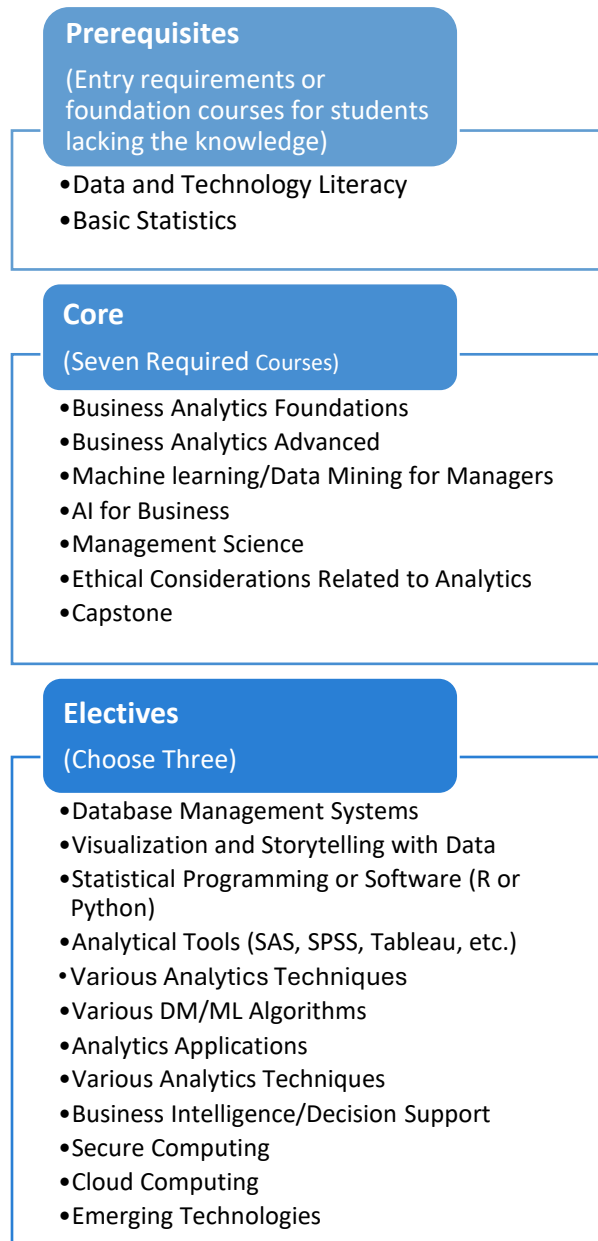 Prerequisites
(Entry requirements or
foundation courses for students
lacking the knowledge)
•Data and Technology Literacy
•Basic Statistics
Core
(Seven Required Courses)
•Business Analytics Foundations
•Business Analytics Advanced
•Machine learning/Data Mining for Managers
•AI for Business
•Management Science
•Ethical Considerations Related to Analytics
•Capstone
Electives
(Choose Three)
•Database Management Systems
•Visualization and Storytelling with Data
•Statistical Programming or Software (R or
Python)
•Analytical Tools (SAS, SPSS, Tableau, etc.)
•Various Analytics Techniques
•Various DM/ML Algorithms
•Analytics Applications
•Various Analytics Techniques
•Business Intelligence/Decision Support
•Secure Computing
•Cloud Computing
•Emerging Technologies